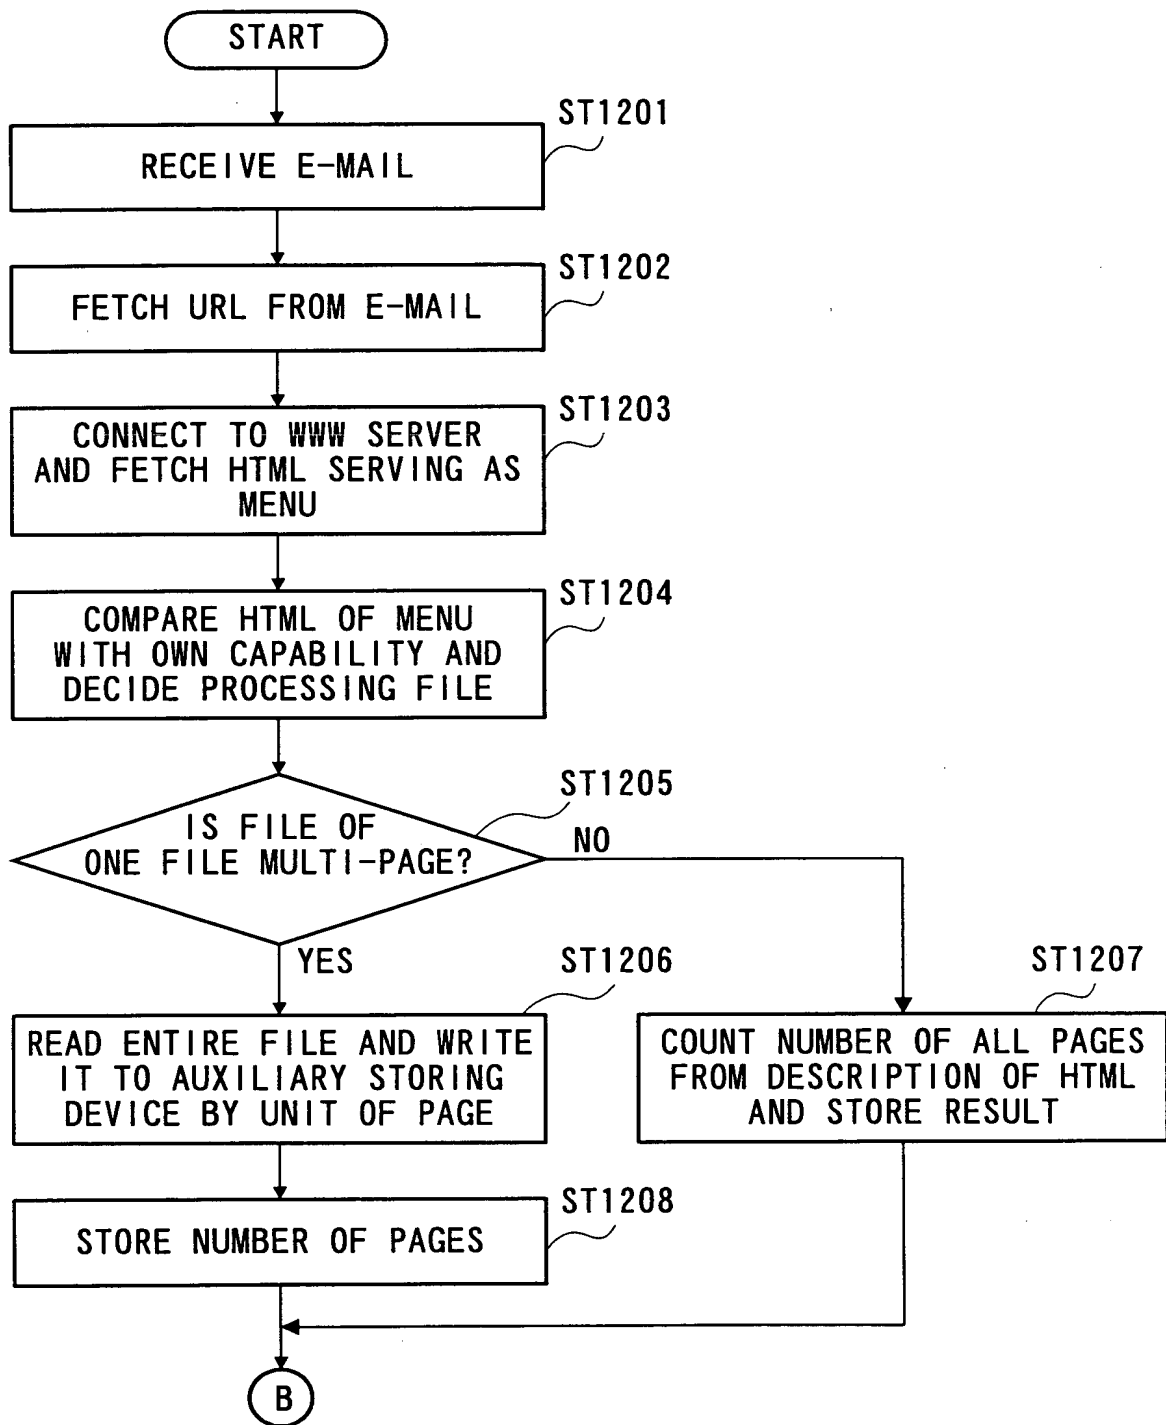 START
ST1201
RECEIVE E-MAIL
ST1202
FETCH URL FROM E-MAIL
ST1203
CONNECT TO WWW SERVER
AND FETCH HTML SERVING AS
MENU
ST1204
COMPARE HTML OF MENU
WITH OWN CAPABILITY AND
DECIDE PROCESSING FILE
ST1205
IS FILE OF
ONE FILE MULTI-PAGE?
NO
YES
ST1206
READ ENTIRE FILE AND WRITE
IT TO AUXILIARY STORING
DEVICE BY UNIT OF PAGE
ST1207
COUNT NUMBER OF ALL PAGES
FROM DESCRIPTION OF HTML
AND STORE RESULT
ST1208
STORE NUMBER OF PAGES
B